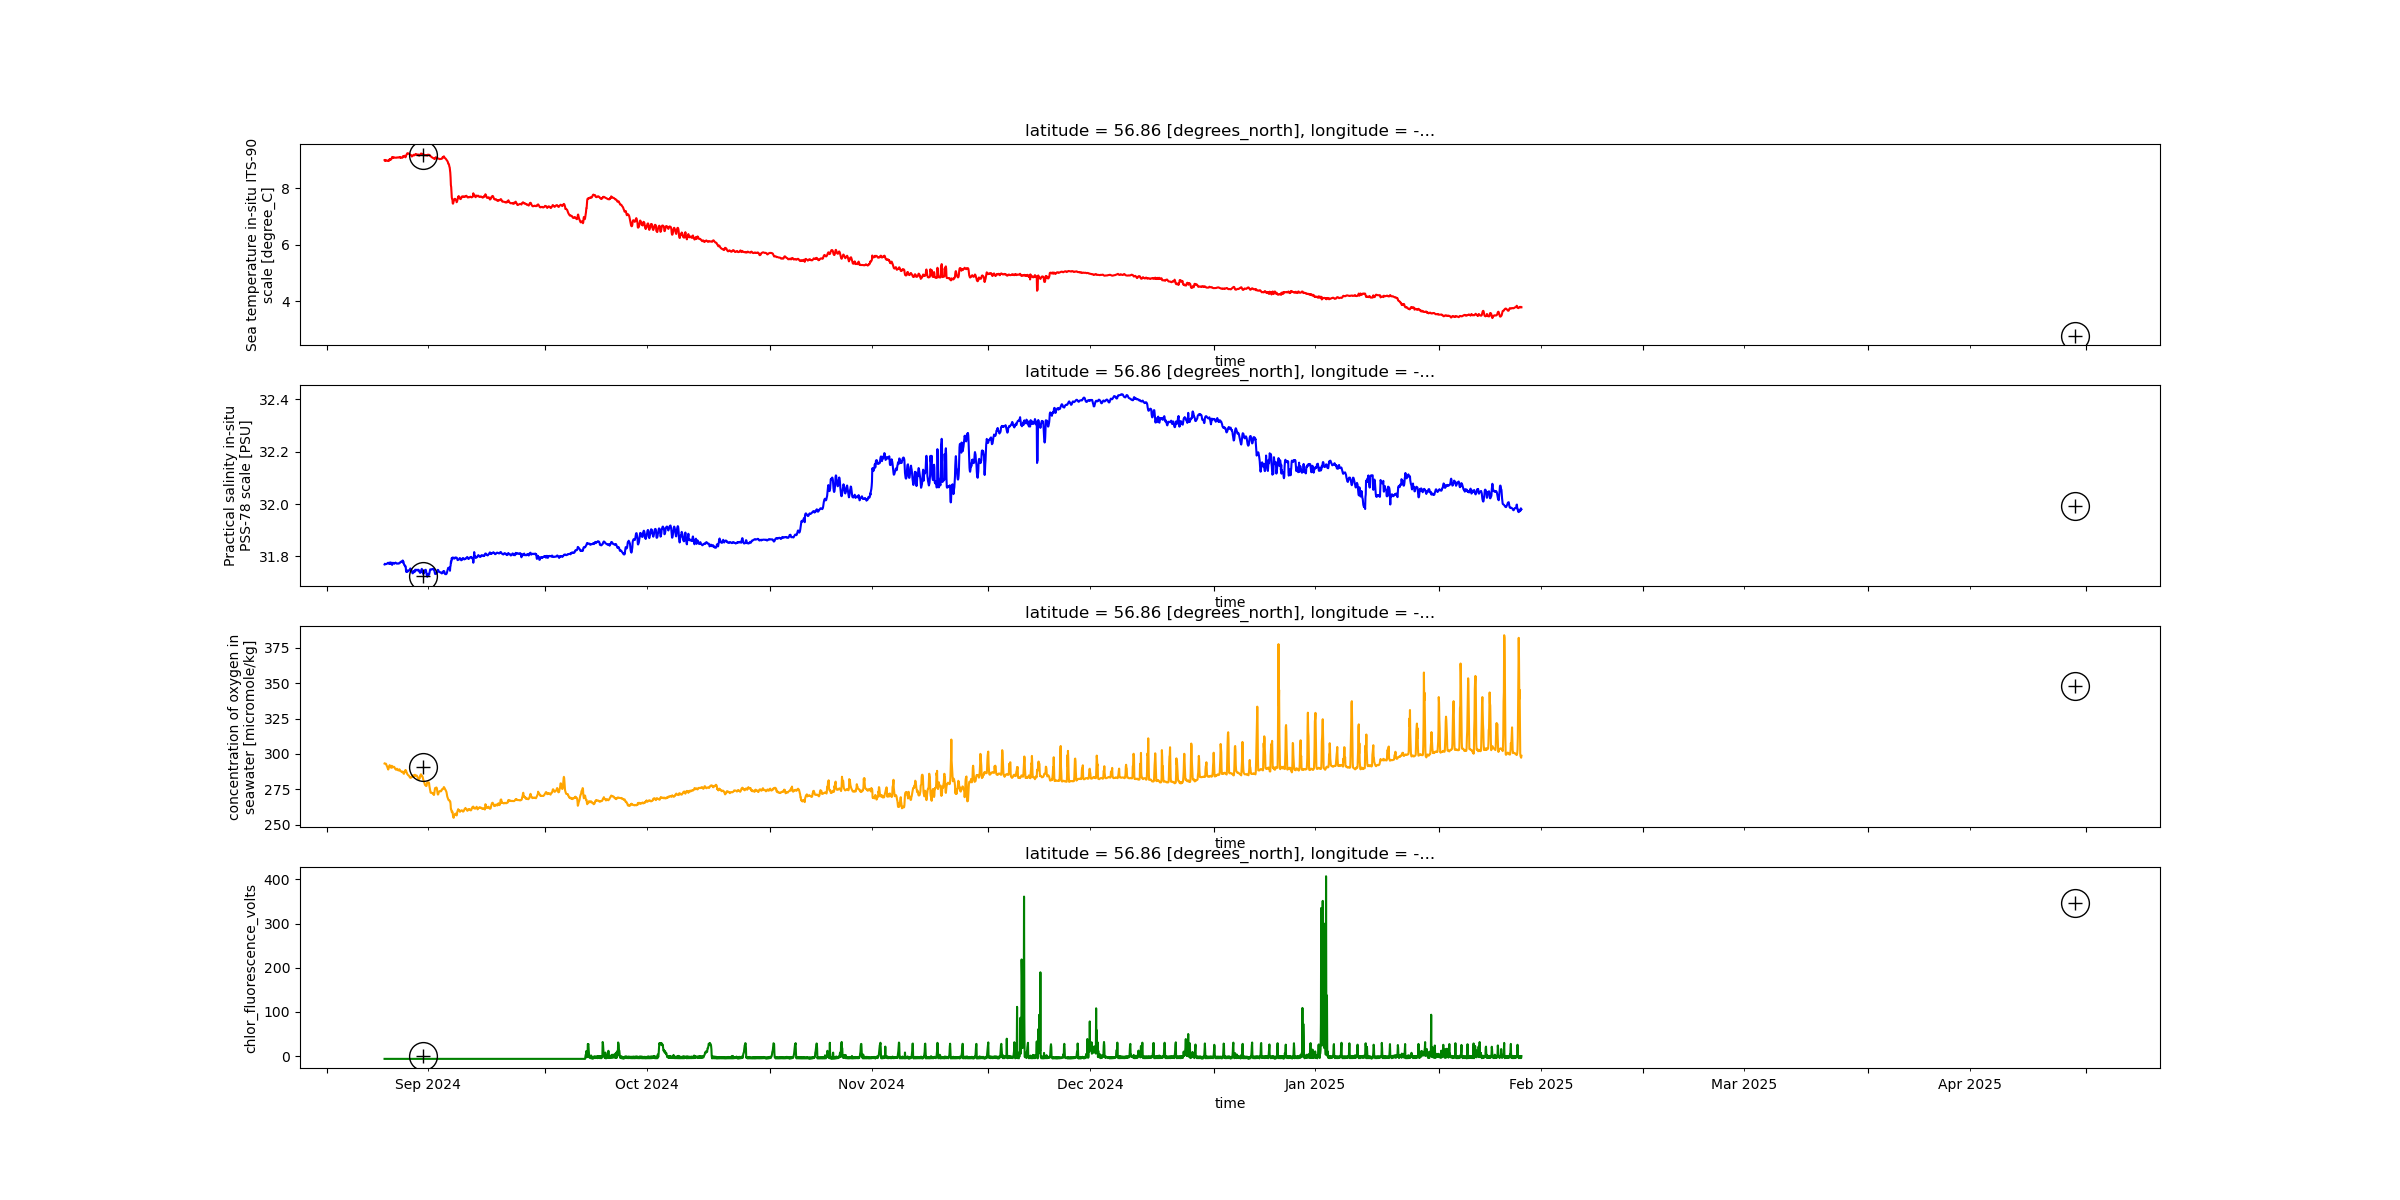 latitude = 56.86 [degrees_north], longitude = -...
Sea temperature in-situ ITS-90
scale [degree_C]
8
6
4
time
latitude = 56.86 [degrees_north], longitude = -...
Practical salinity in-situ
PSS-78 scale [PSU]
32.4
32.2
32.0
31.8
time
latitude = 56.86 [degrees_north], longitude = -...
concentration of oxygen in
seawater [micromole/kg]
375
350
325
300
275
250
time
latitude = 56.86 [degrees_north], longitude = -...
chlor_fluorescence_volts
400
300
200
100
0
Sep 2024 Oct 2024 Nov 2024 Dec 2024 Jan 2025 Feb 2025 Mar 2025 Apr 2025
time